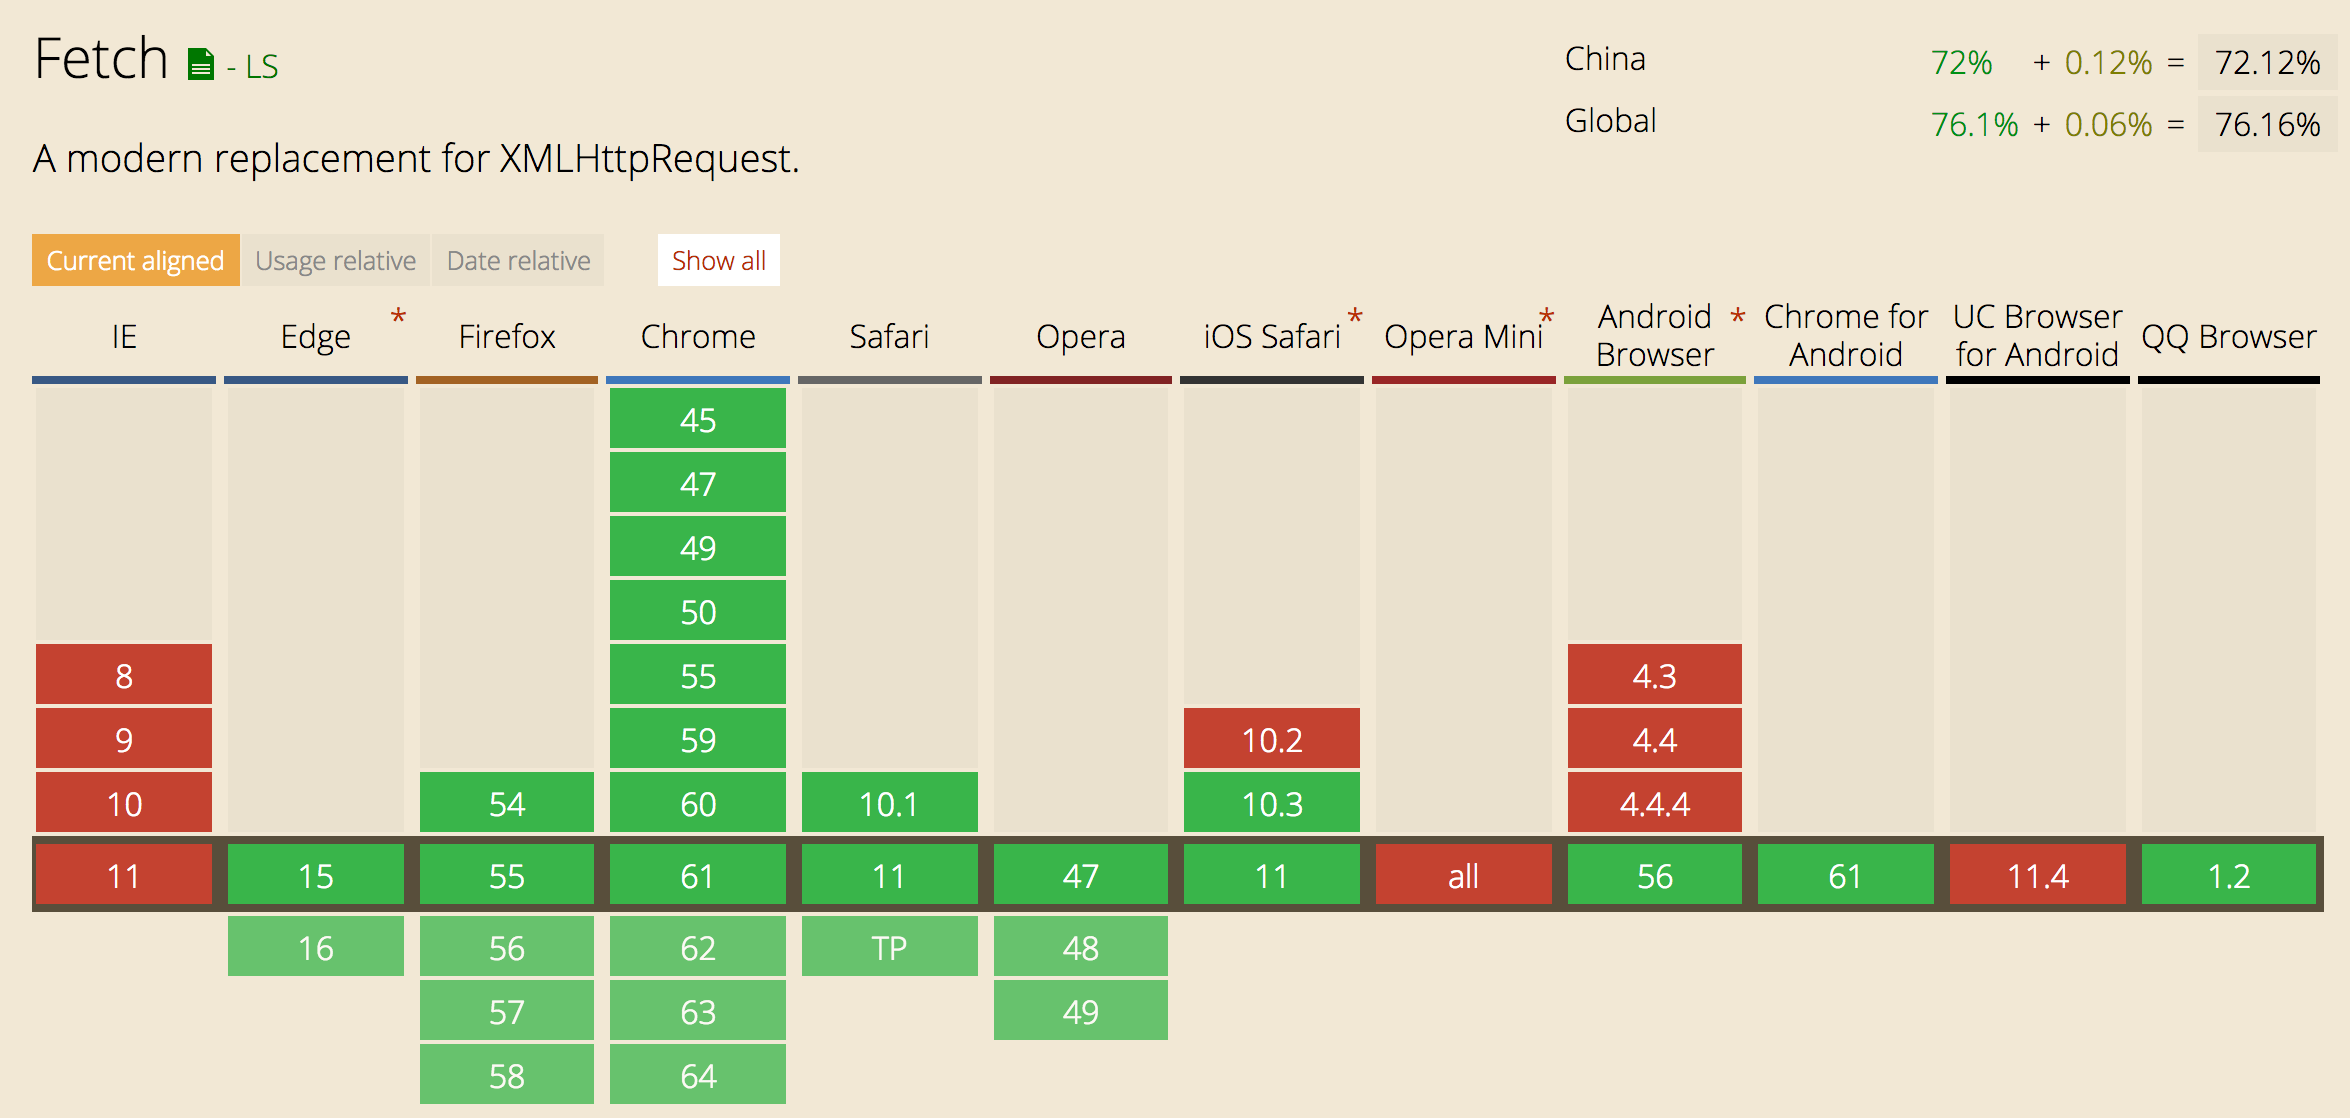 Fetch - LS
China 72% + 0.12% = 72.12%
Global 76.1% + 0.06% = 76.16%
A modern replacement for XMLHttpRequest.
Current aligned Usage relative Date relative Show all
IE Edge * Firefox Chrome Safari Opera iOS Safari * Opera Mini * Android Browser * Chrome for Android UC Browser for Android QQ Browser
45
47
49
50
8 55 4.3
9 59 10.2 4.4
10 54 60 10.1 10.3 4.4.4
11 15 55 61 11 47 11 all 56 61 11.4 1.2
16 56 62 TP 48
57 63 49
58 64